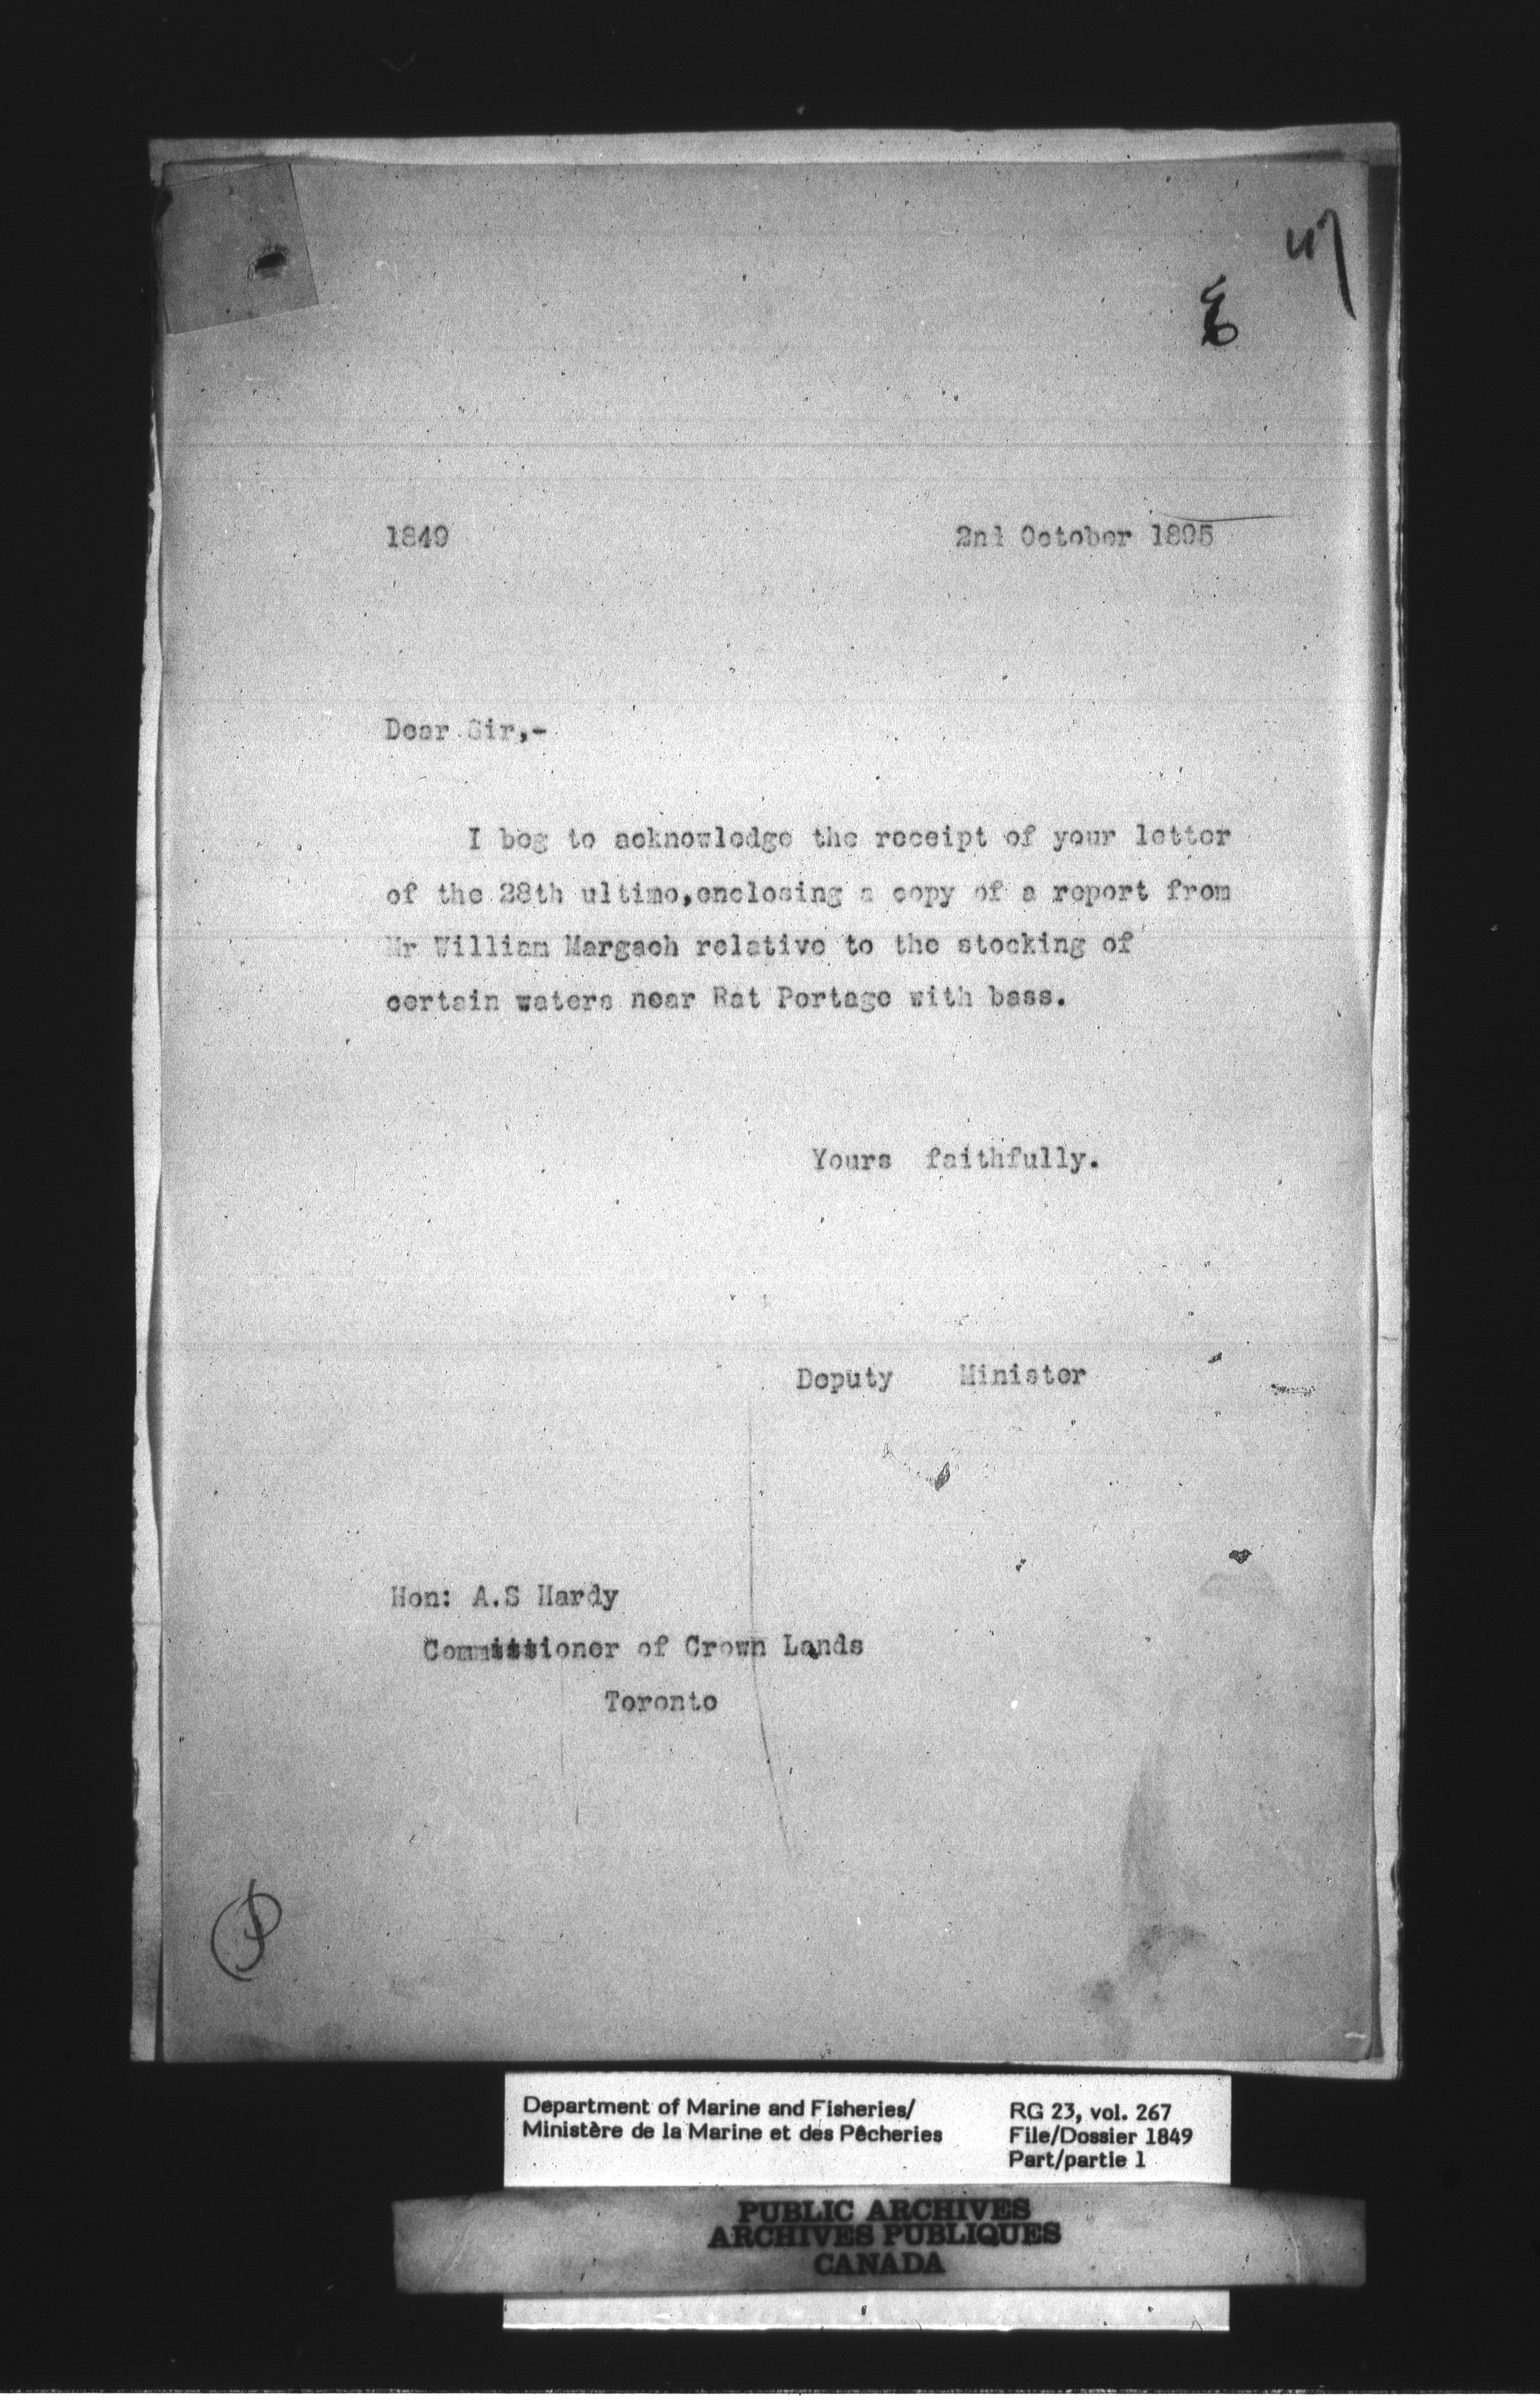 47
1849 2nd October 1895
Dear Sir,-
I beg to acknowledge the receipt of your letter
of the 28th ultimo,enclosing a copy of a report from
Mr William Margach relative to the stocking of
certain waters near Rat Portage with bass.
Yours faithfully.
Deputy Minister
Hon: A.S Hardy
Commissioner of Crown Lands
Toronto
Department of Marine and Fisheries/
Ministère de la Marine et des Pêcheries
RG 23, vol. 267
File/Dossier 1849
Part/partie 1
PUBLIC ARCHIVES
ARCHIVES PUBLIQUES
CANADA